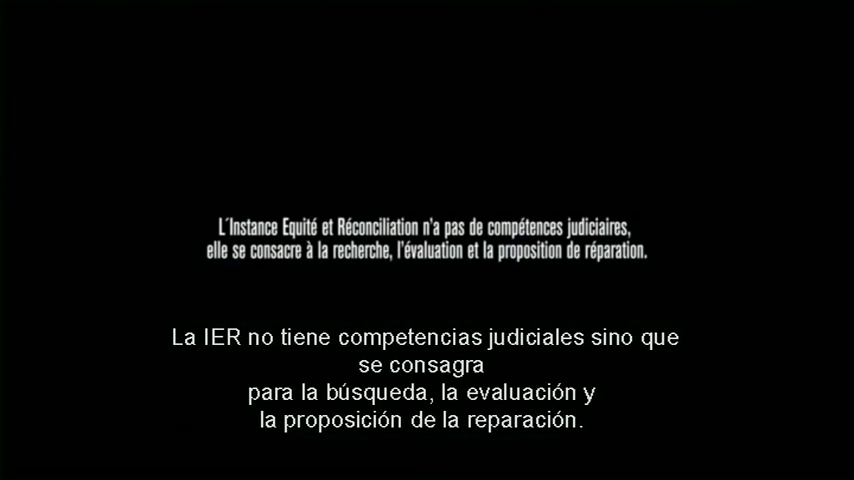 L´Instance Equité et Réconciliation n'a pas de compétences judiciaires,
elle se consacre à la recherche, l'évaluation et la proposition de réparation.
La IER no tiene competencias judiciales sino que
se consagra
para la búsqueda, la evaluación y
la proposición de la reparación.